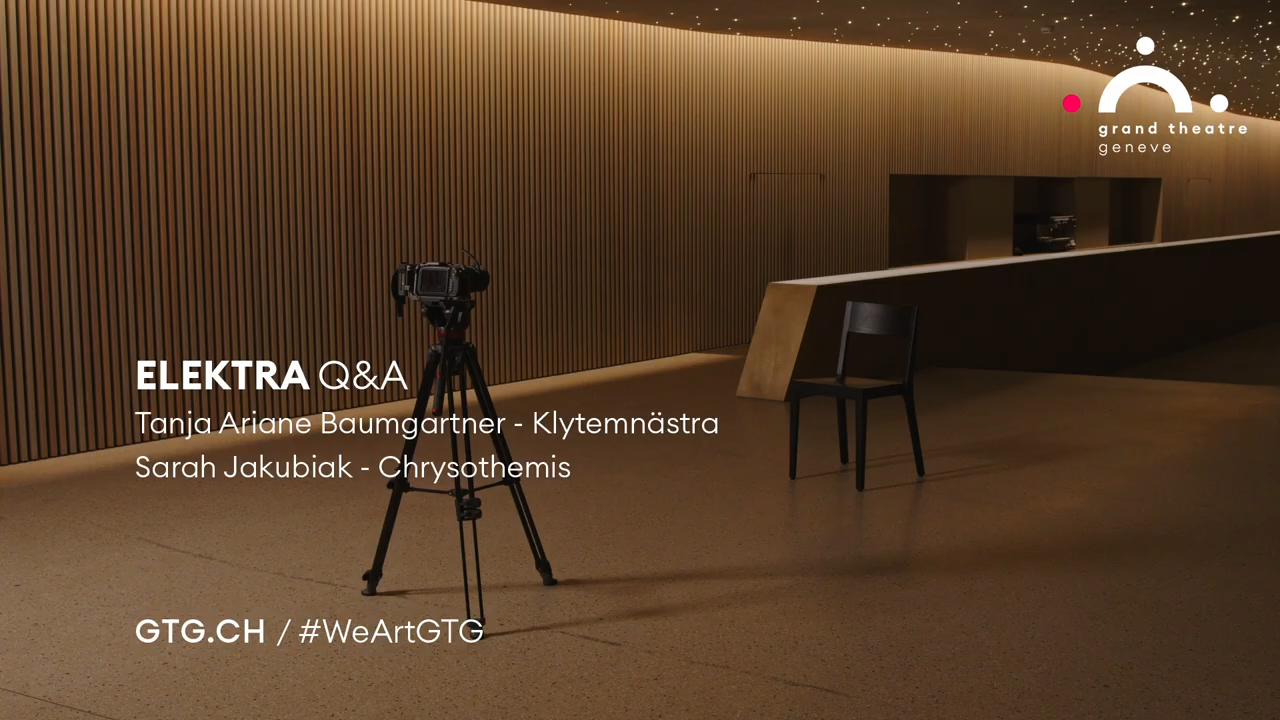 grand theatre
geneve
ELEKTRA Q&A
Tanja Ariane Baumgartner - Klytemnästra
Sarah Jakubiak - Chrysothemis
GTG.CH / #WeArtGTG